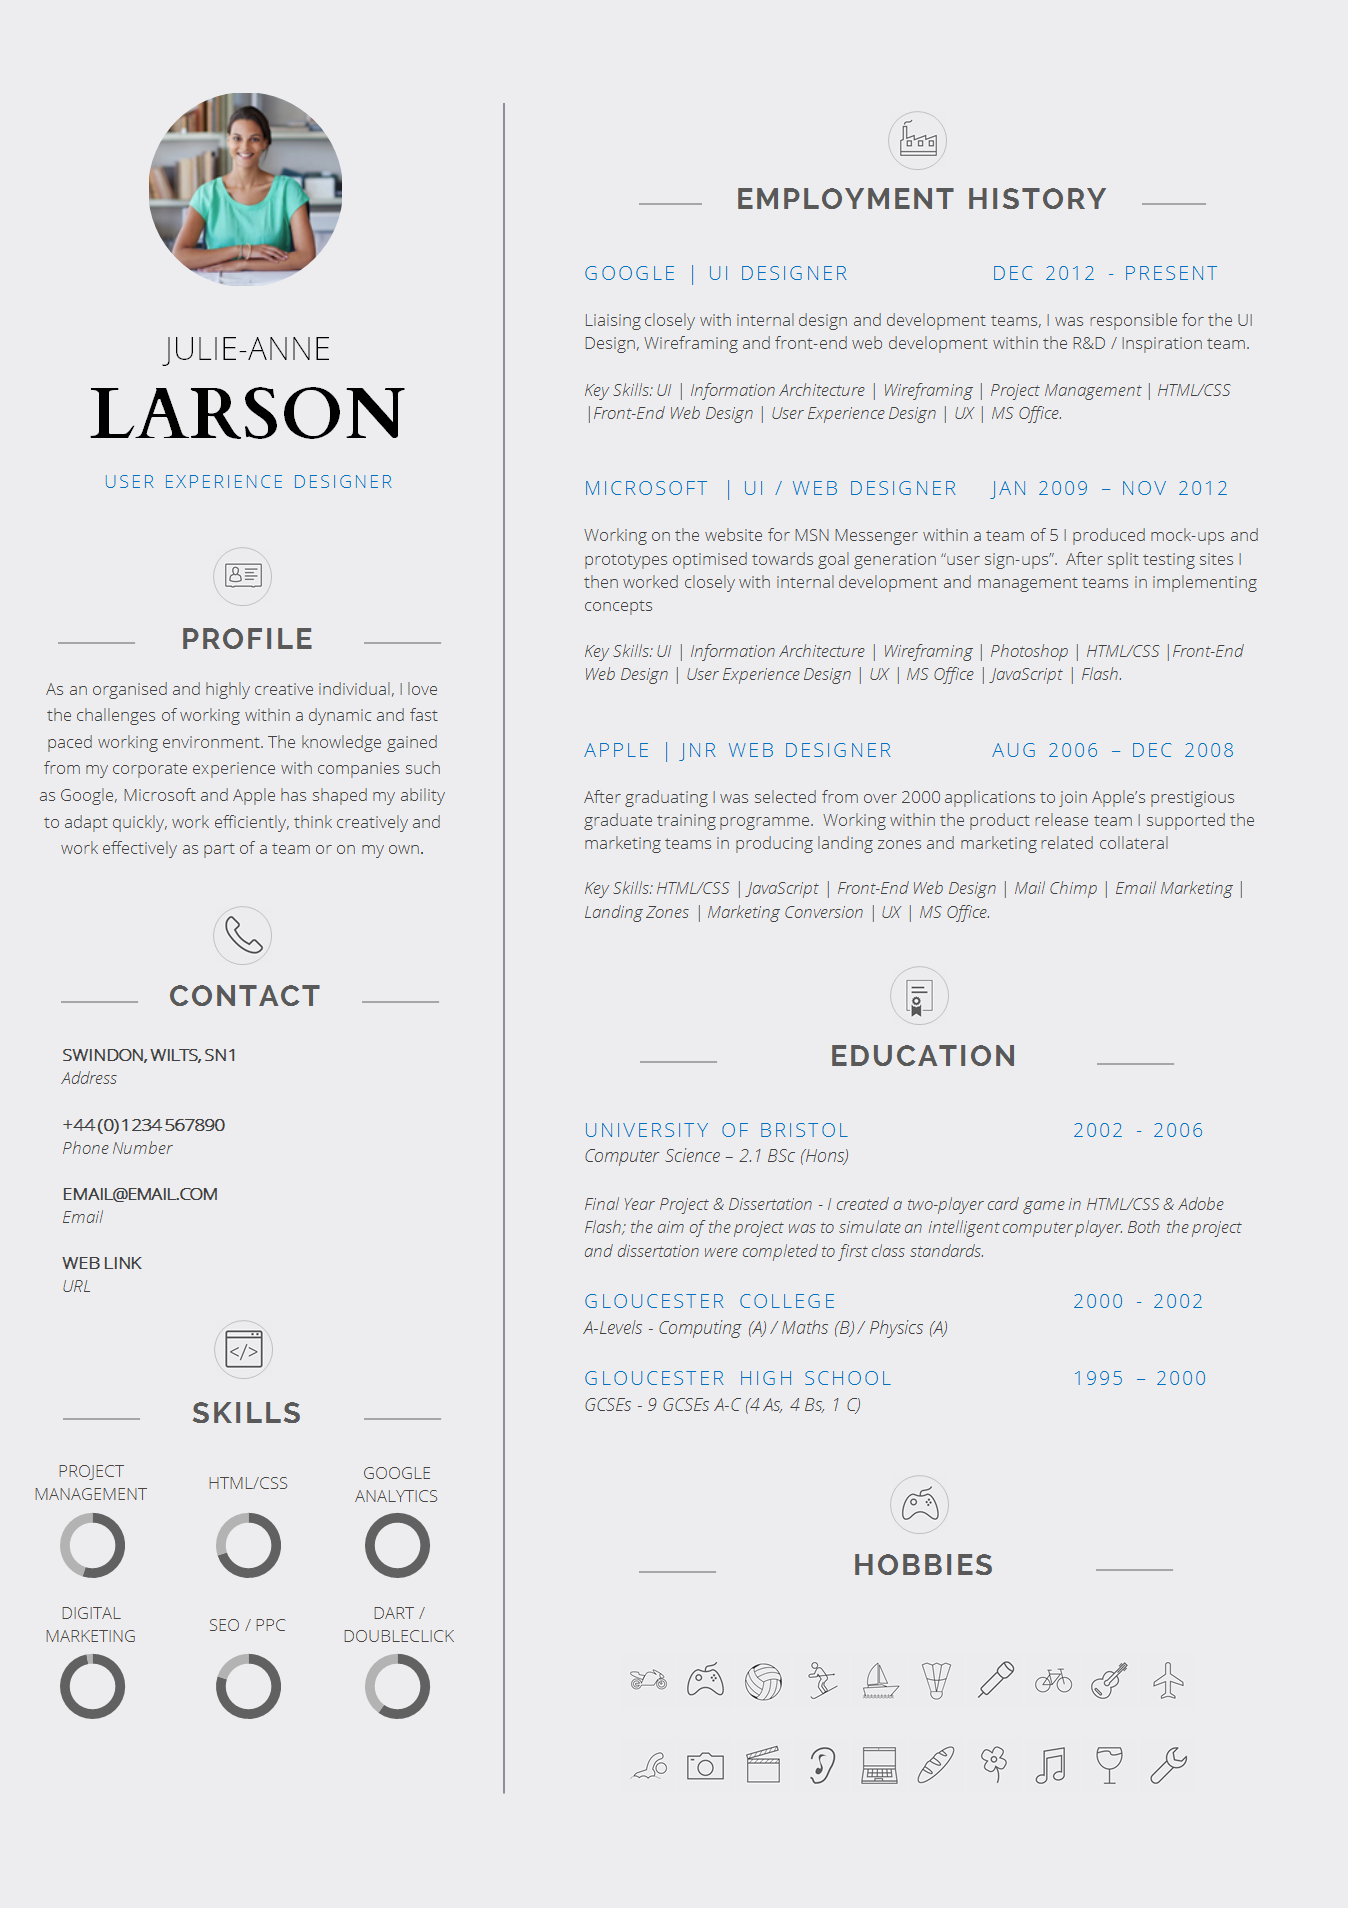 JULIE-ANNE
LARSON
USER EXPERIENCE DESIGNER
PROFILE
As an organised and highly creative individual, I love
the challenges of working within a dynamic and fast
paced working environment. The knowledge gained
from my corporate experience with companies such
as Google, Microsoft and Apple has shaped my ability
to adapt quickly, work efficiently, think creatively and
work effectively as part of a team or on my own.
CONTACT
SWINDON, WILTS, SN1
Address
+44 (0) 1234 567890
Phone Number
EMAIL@EMAIL.COM
Email
WEB LINK
URL
</>
SKILLS
PROJECT
MANAGEMENT
HTML/CSS
GOOGLE
ANALYTICS
DIGITAL
MARKETING
SEO / PPC
DART /
DOUBLECLICK
EMPLOYMENT HISTORY
GOOGLE | UI DESIGNER DEC 2012 - PRESENT
Liaising closely with internal design and development teams, I was responsible for the UI
Design, Wireframing and front-end web development within the R&D / Inspiration team.
Key Skills: UI | Information Architecture | Wireframing | Project Management | HTML/CSS
|Front-End Web Design | User Experience Design | UX | MS Office.
MICROSOFT | UI / WEB DESIGNER JAN 2009 – NOV 2012
Working on the website for MSN Messenger within a team of 5 I produced mock-ups and
prototypes optimised towards goal generation “user sign-ups”. After split testing sites I
then worked closely with internal development and management teams in implementing
concepts
Key Skills: UI | Information Architecture | Wireframing | Photoshop | HTML/CSS |Front-End
Web Design | User Experience Design | UX | MS Office | JavaScript | Flash.
APPLE | JNR WEB DESIGNER AUG 2006 – DEC 2008
After graduating I was selected from over 2000 applications to join Apple’s prestigious
graduate training programme. Working within the product release team I supported the
marketing teams in producing landing zones and marketing related collateral
Key Skills: HTML/CSS | JavaScript | Front-End Web Design | Mail Chimp | Email Marketing |
Landing Zones | Marketing Conversion | UX | MS Office.
EDUCATION
UNIVERSITY OF BRISTOL 2002 - 2006
Computer Science – 2.1 BSc (Hons)
Final Year Project & Dissertation - I created a two-player card game in HTML/CSS & Adobe
Flash; the aim of the project was to simulate an intelligent computer player. Both the project
and dissertation were completed to first class standards.
GLOUCESTER COLLEGE 2000 - 2002
A-Levels - Computing (A) / Maths (B) / Physics (A)
GLOUCESTER HIGH SCHOOL 1995 – 2000
GCSEs - 9 GCSEs A-C (4 As, 4 Bs, 1 C)
HOBBIES